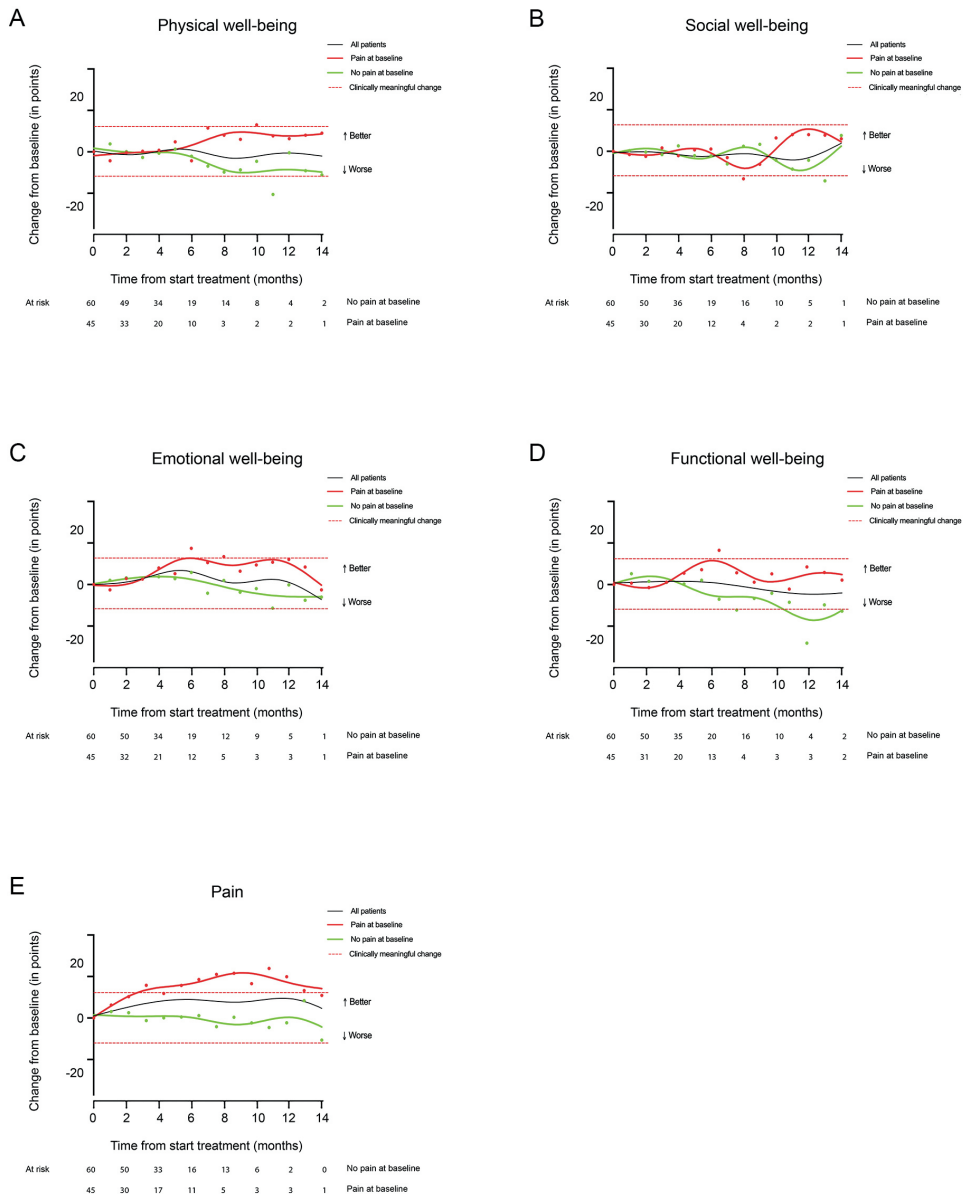 A
Physical well-being
All patients
Pain at baseline
No pain at baseline
Clinically meaningful change
Change from baseline (in points)
20
0
-20
↑ Better
↓ Worse
0 2 4 6 8 10 12 14
Time from start treatment (months)
At risk 60 49 34 19 14 8 4 2 No pain at baseline
45 33 20 10 3 2 2 1 Pain at baseline
B
Social well-being
All patients
Pain at baseline
No pain at baseline
Clinically meaningful change
Change from baseline (in points)
20
0
-20
↑ Better
↓ Worse
0 2 4 6 8 10 12 14
Time from start treatment (months)
At risk 60 50 36 19 16 10 5 1 No pain at baseline
45 30 20 12 4 2 2 1 Pain at baseline
C
Emotional well-being
All patients
Pain at baseline
No pain at baseline
Clinically meaningful change
Change from baseline (in points)
20
0
-20
↑ Better
↓ Worse
0 2 4 6 8 10 12 14
Time from start treatment (months)
At risk 60 50 34 19 12 9 5 1 No pain at baseline
45 32 21 12 5 3 3 1 Pain at baseline
D
Functional well-being
All patients
Pain at baseline
No pain at baseline
Clinically meaningful change
Change from baseline (in points)
20
0
-20
↑ Better
↓ Worse
0 2 4 6 8 10 12 14
Time from start treatment (months)
At risk 60 50 35 20 16 10 4 2 No pain at baseline
45 31 20 13 4 3 3 2 Pain at baseline
E
Pain
All patients
Pain at baseline
No pain at baseline
Clinically meaningful change
Change from baseline (in points)
20
0
-20
↑ Better
↓ Worse
0 2 4 6 8 10 12 14
Time from start treatment (months)
At risk 60 50 33 16 13 6 2 0 No pain at baseline
45 30 17 11 5 3 3 1 Pain at baseline